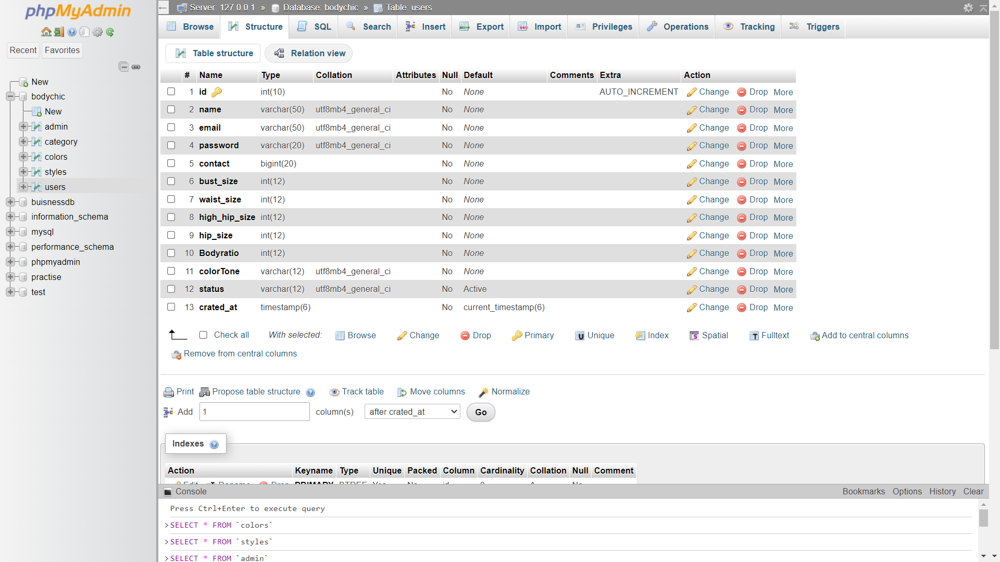 phpMyAdmin
Recent Favorites
New
bodychic
New
admin
category
colors
styles
users
buisnessdb
information_schema
mysql
performance_schema
phpmyadmin
practise
test
Server: 127.0.0.1 » Database: bodychic » Table: users
Browse Structure SQL Search Insert Export Import Privileges Operations Tracking Triggers
Table structure Relation view
# Name Type Collation Attributes Null Default Comments Extra Action
1 id int(10) No None AUTO_INCREMENT Change Drop More
2 name varchar(50) utf8mb4_general_ci No None Change Drop More
3 email varchar(50) utf8mb4_general_ci No None Change Drop More
4 password varchar(20) utf8mb4_general_ci No None Change Drop More
5 contact bigint(20) No None Change Drop More
6 bust_size int(12) No None Change Drop More
7 waist_size int(12) No None Change Drop More
8 high_hip_size int(12) No None Change Drop More
9 hip_size int(12) No None Change Drop More
10 Bodyratio int(12) No None Change Drop More
11 colorTone varchar(12) utf8mb4_general_ci No None Change Drop More
12 status varchar(12) utf8mb4_general_ci No Active Change Drop More
13 crated_at timestamp(6) No current_timestamp(6) Change Drop More
Check all With selected: Browse Change Drop Primary Unique Index Spatial Fulltext Add to central columns
Remove from central columns
Print Propose table structure Track table Move columns Normalize
Add 1 column(s) after crated_at Go
Indexes
Action Keyname Type Unique Packed Column Cardinality Collation Null Comment
Edit Rename Drop PRIMARY BTREE Yes No id 0 A No
Console Bookmarks Options History Clear
Press Ctrl+Enter to execute query
>SELECT * FROM `colors`
>SELECT * FROM `styles`
>SELECT * FROM `admin`